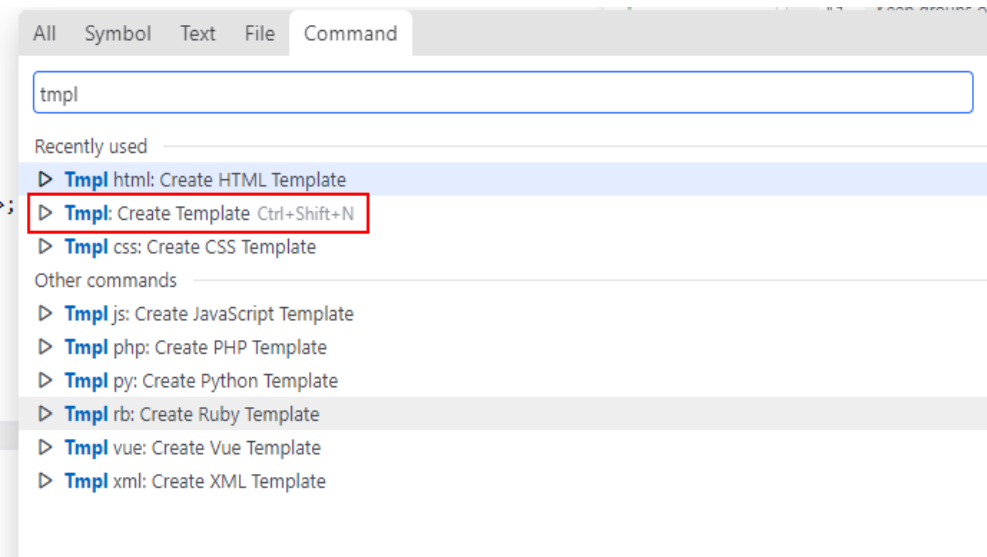 All Symbol Text File Command
tmpl
Recently used
Tmpl html: Create HTML Template
Tmpl: Create Template Ctrl+Shift+N
Tmpl css: Create CSS Template
Other commands
Tmpl js: Create JavaScript Template
Tmpl php: Create PHP Template
Tmpl py: Create Python Template
Tmpl rb: Create Ruby Template
Tmpl vue: Create Vue Template
Tmpl xml: Create XML Template